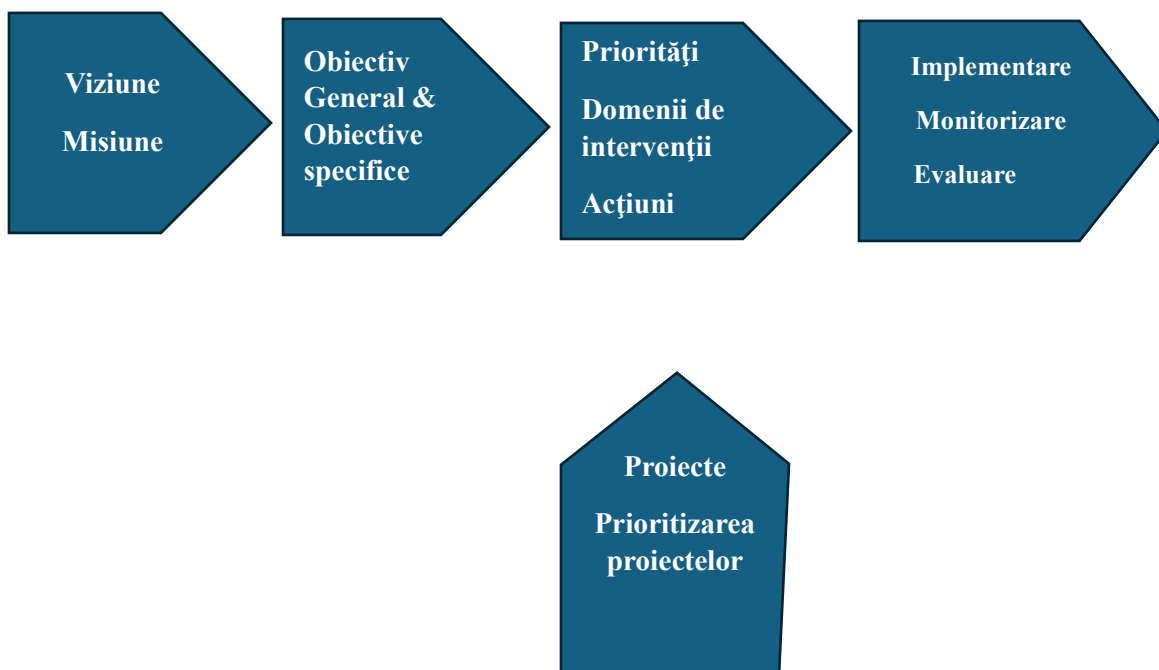 Viziune
Misiune
Obiectiv
General &
Obiective
specifice
Priorităţi
Domenii de
intervenţii
Acţiuni
Implementare
Monitorizare
Evaluare
Proiecte
Prioritizarea
proiectelor